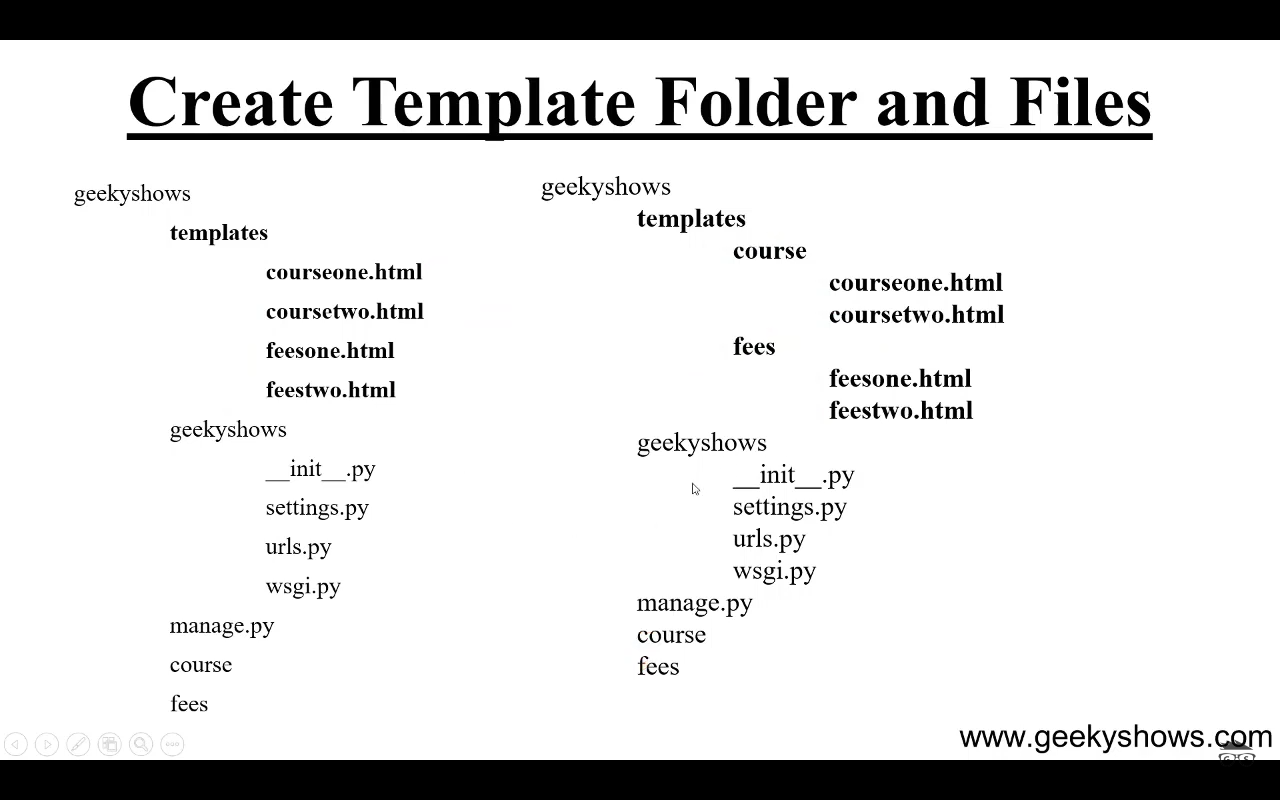 Create Template Folder and Files
geekyshows
templates
courseone.html
coursetwo.html
feesone.html
feestwo.html
geekyshows
__init__.py
settings.py
urls.py
wsgi.py
manage.py
course
fees
geekyshows
templates
course
courseone.html
coursetwo.html
fees
feesone.html
feestwo.html
geekyshows
__init__.py
settings.py
urls.py
wsgi.py
manage.py
course
fees
www.geekyshows.com